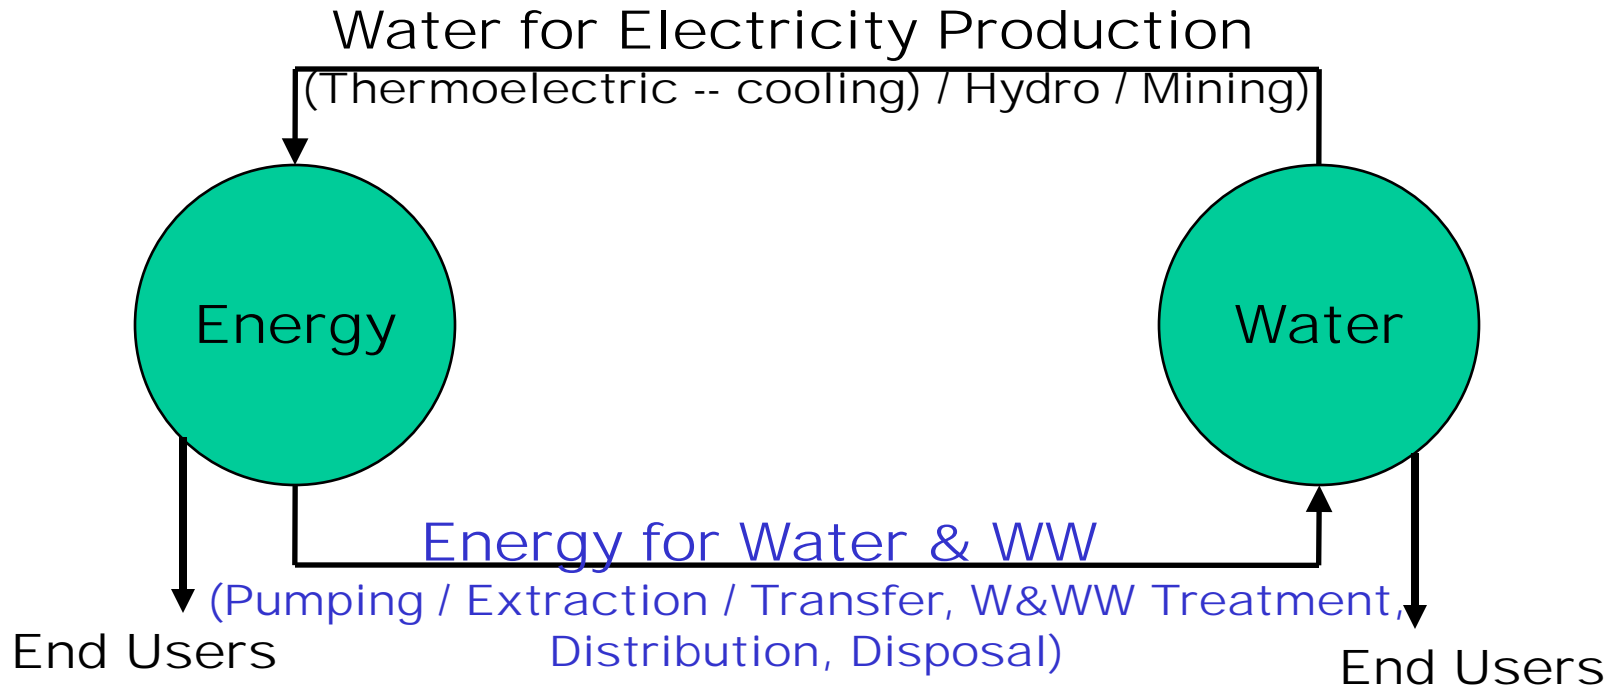 Water for Electricity Production
(Thermoelectric -- cooling) / Hydro / Mining)
Energy
Water
Energy for Water & WW
(Pumping / Extraction / Transfer, W&WW Treatment,
Distribution, Disposal)
End Users
End Users